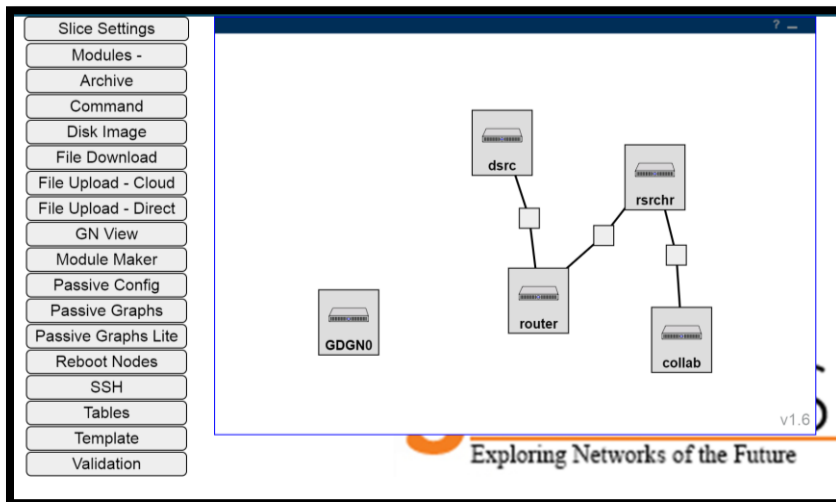 Slice Settings
Modules -
Archive
Command
Disk Image
File Download
File Upload - Cloud
File Upload - Direct
GN View
Module Maker
Passive Config
Passive Graphs
Passive Graphs Lite
Reboot Nodes
SSH
Tables
Template
Validation
? _
dsrc
rsrchr
router
GDGN0
collab
v1.6
Exploring Networks of the Future